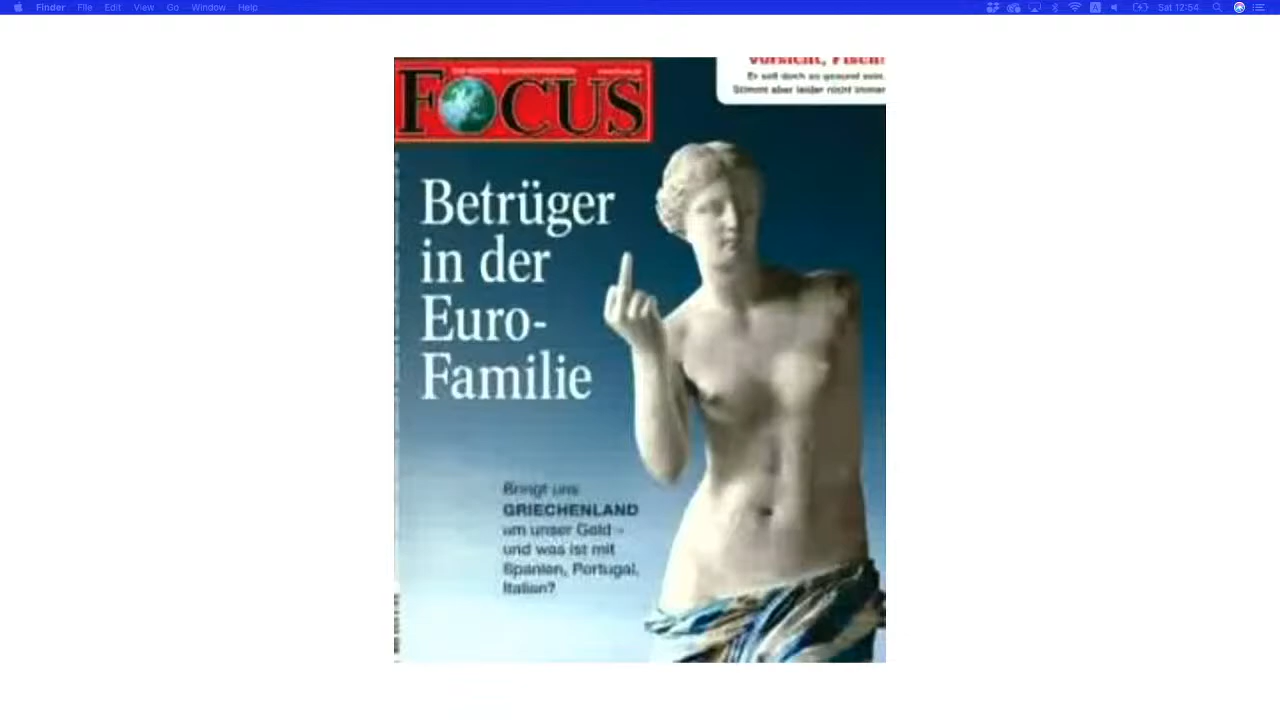 Finder File Edit View Go Window Help
Sat 12:54
FOCUS
Vorsicht, Fisch!
Er soll doch so gesund sein.
Stimmt aber leider nicht immer
Betrüger
in der
Euro-
Familie
Bringt uns
GRIECHENLAND
um unser Geld –
und was ist mit
Spanien, Portugal,
Italien?